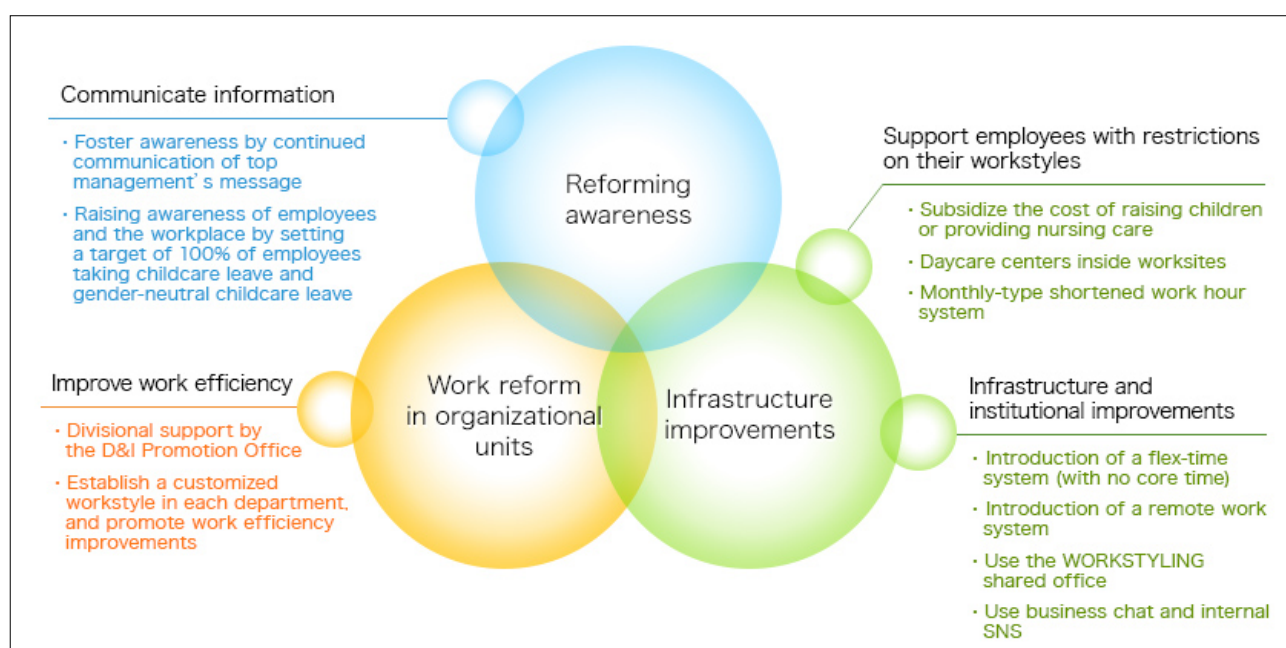 Communicate information
・Foster awareness by continued
communication of top
management's message
・Raising awareness of employees
and the workplace by setting
a target of 100% of employees
taking childcare leave and
gender-neutral childcare leave
Reforming
awareness
Support employees with restrictions
on their workstyles
・Subsidize the cost of raising children
or providing nursing care
・Daycare centers inside worksites
・Monthly-type shortened work hour
system
Improve work efficiency
・Divisional support by
the D&I Promotion Office
・Establish a customized
workstyle in each department,
and promote work efficiency
improvements
Work reform
in organizational
units
Infrastructure
improvements
Infrastructure and
institutional improvements
・Introduction of a flex-time
system (with no core time)
・Introduction of a remote work
system
・Use the WORKSTYLING
shared office
・Use business chat and internal
SNS